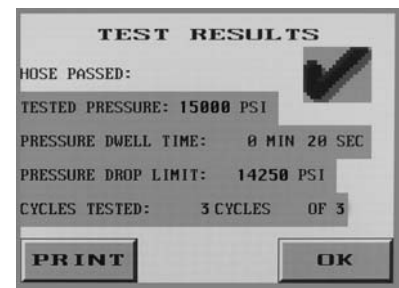 TEST RESULTS
HOSE PASSED:
TESTED PRESSURE: 15000 PSI
PRESSURE DWELL TIME: 0 MIN 20 SEC
PRESSURE DROP LIMIT: 14250 PSI
CYCLES TESTED: 3 CYCLES OF 3
PRINT OK